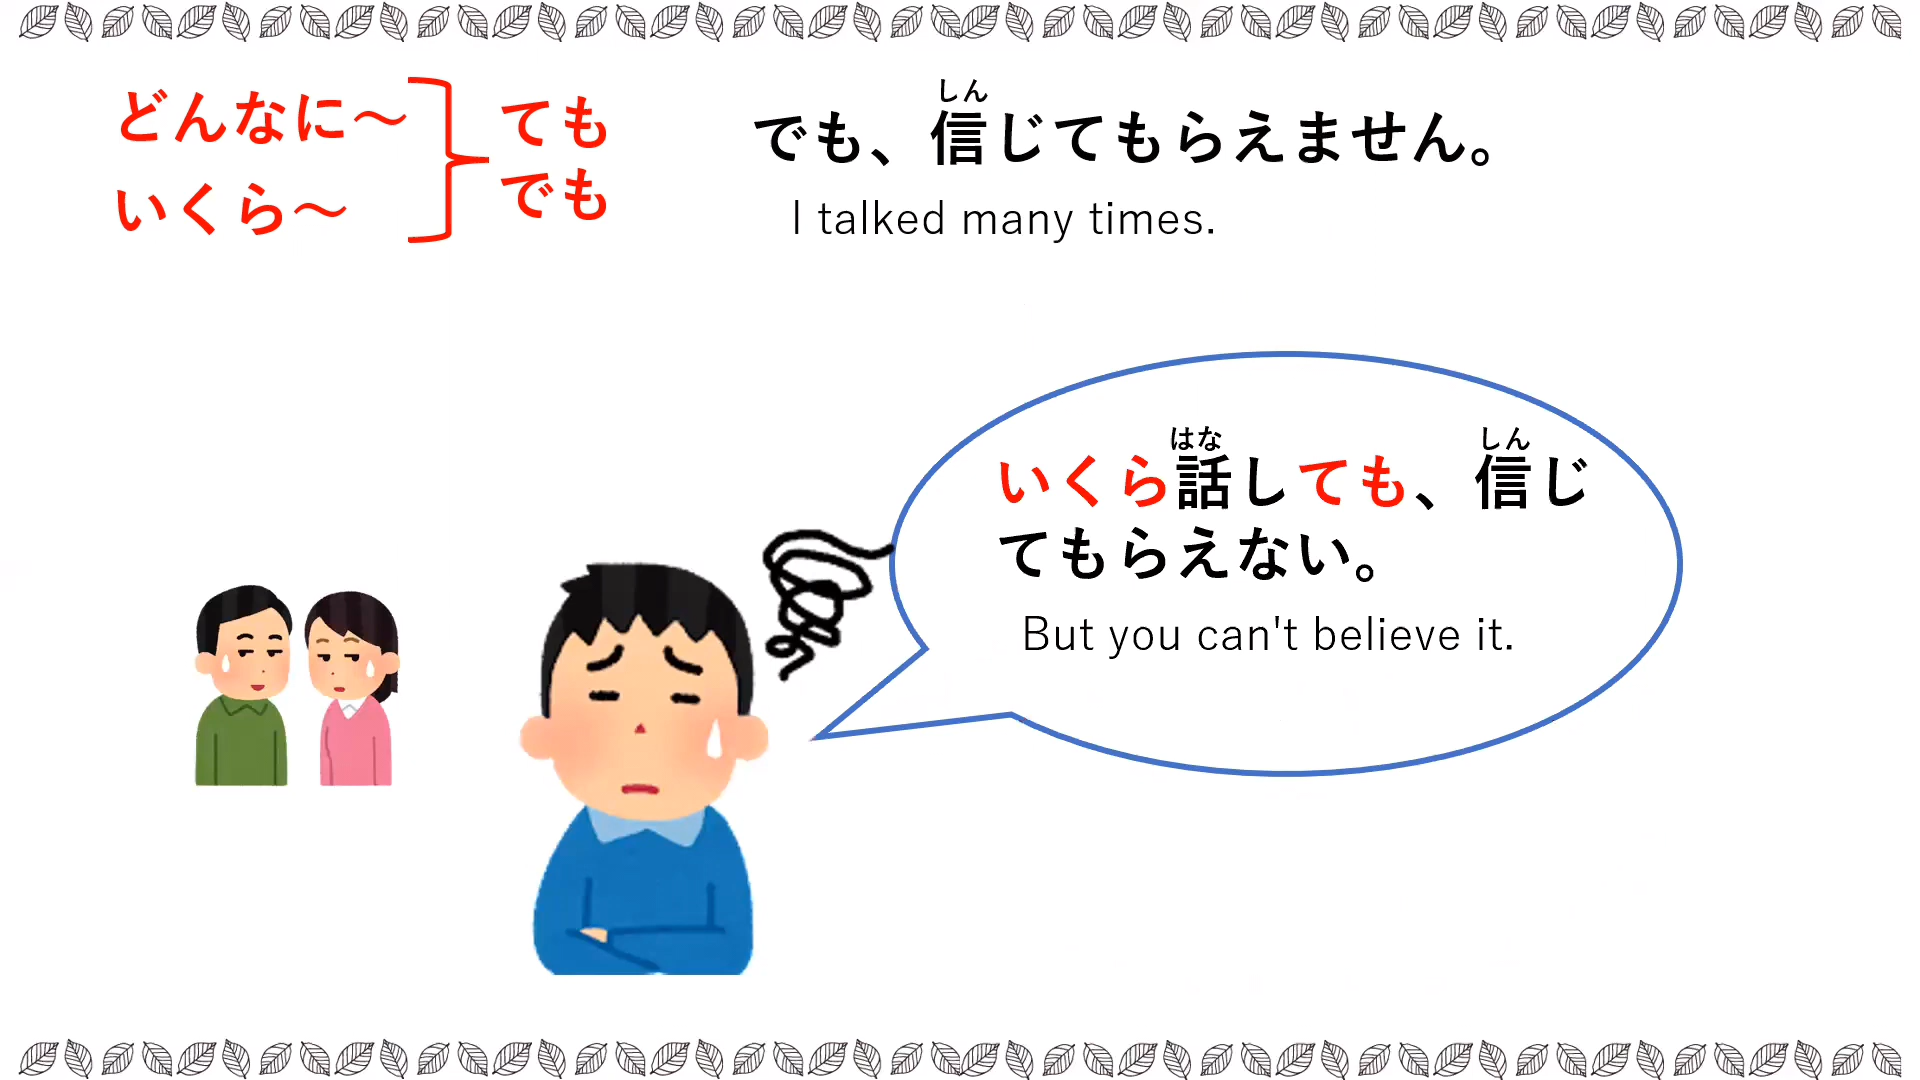 どんなに～
いくら～
ても
でも
でも、信じてもらえません。
しん
I talked many times.
いくら話しても、信じ
はな
しん
てもらえない。
But you can't believe it.